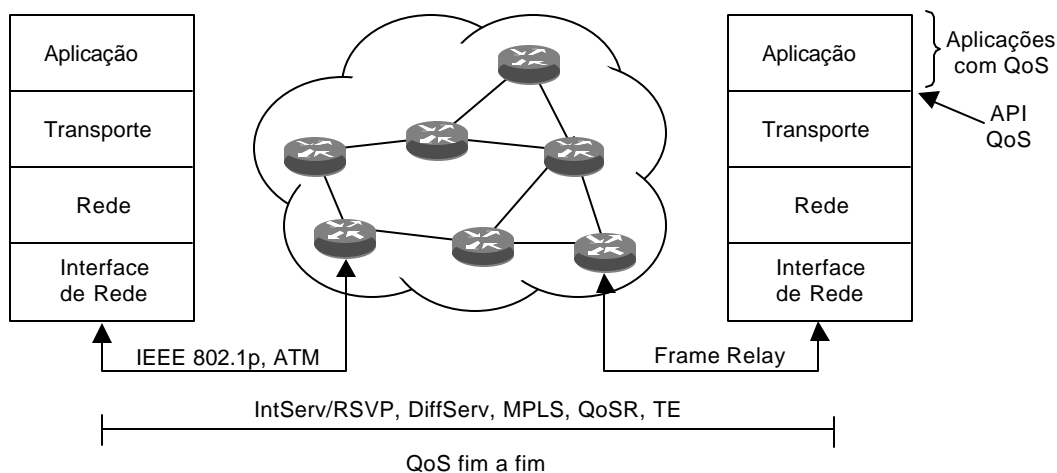 Aplicação
Transporte
Rede
Interface
de Rede
Aplicação
Transporte
Rede
Interface
de Rede
Aplicações
com QoS
API
QoS
IEEE 802.1p, ATM
Frame Relay
IntServ/RSVP, DiffServ, MPLS, QoSR, TE
QoS fim a fim